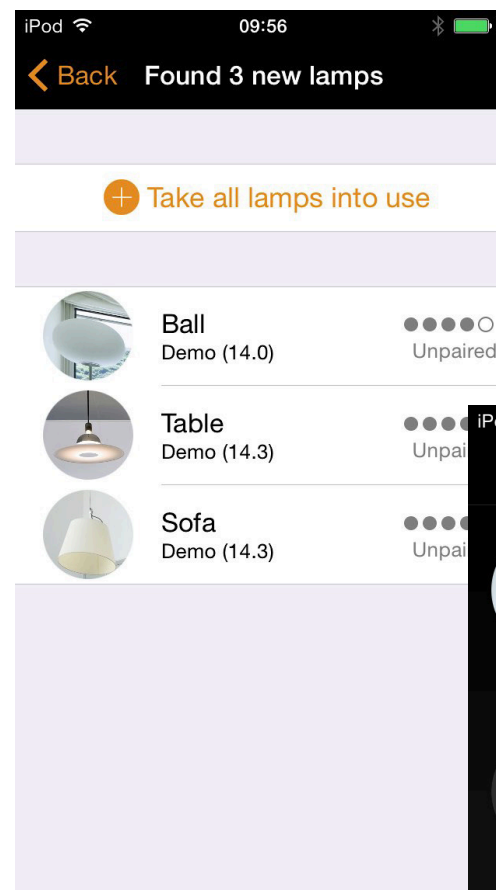 iPod 09:56
Back Found 3 new lamps
Take all lamps into use
Ball
Demo (14.0) Unpaired
Table
Demo (14.3)
Sofa
Demo (14.3)